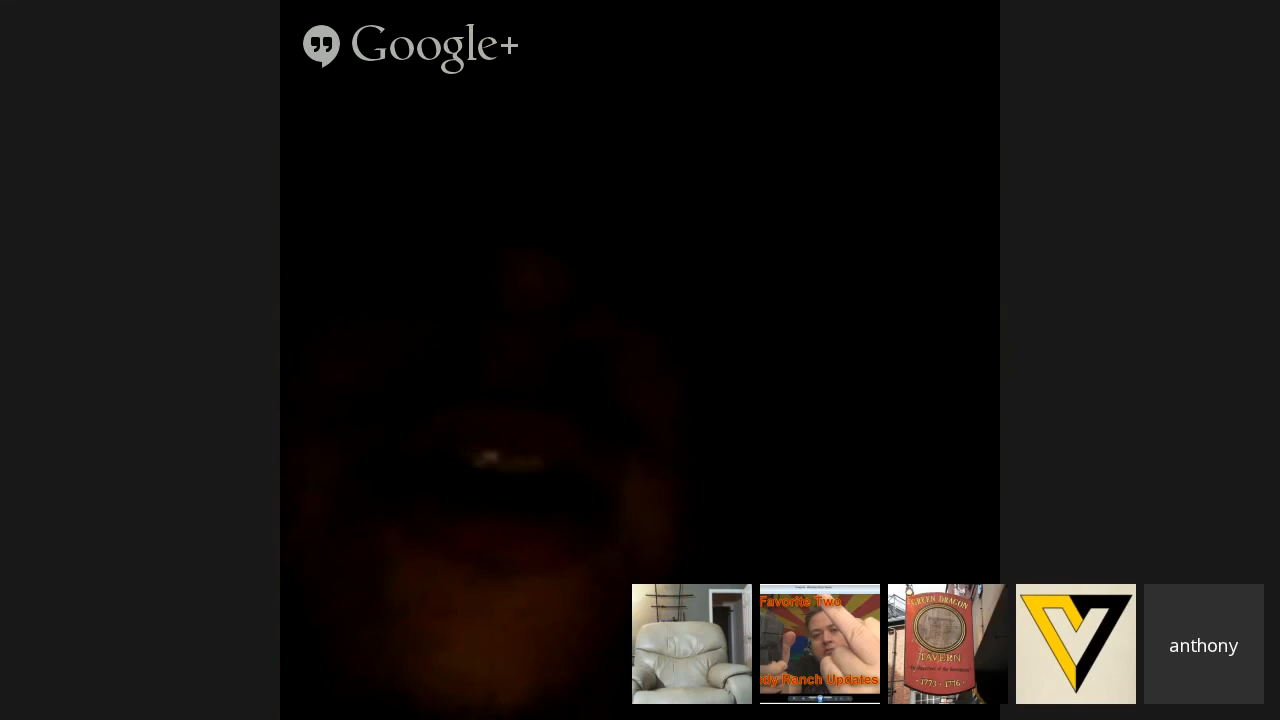 Google+
Favorite Two
dy Ranch Updates
GREEN DRAGON
TAVERN
1773 - 1776
anthony